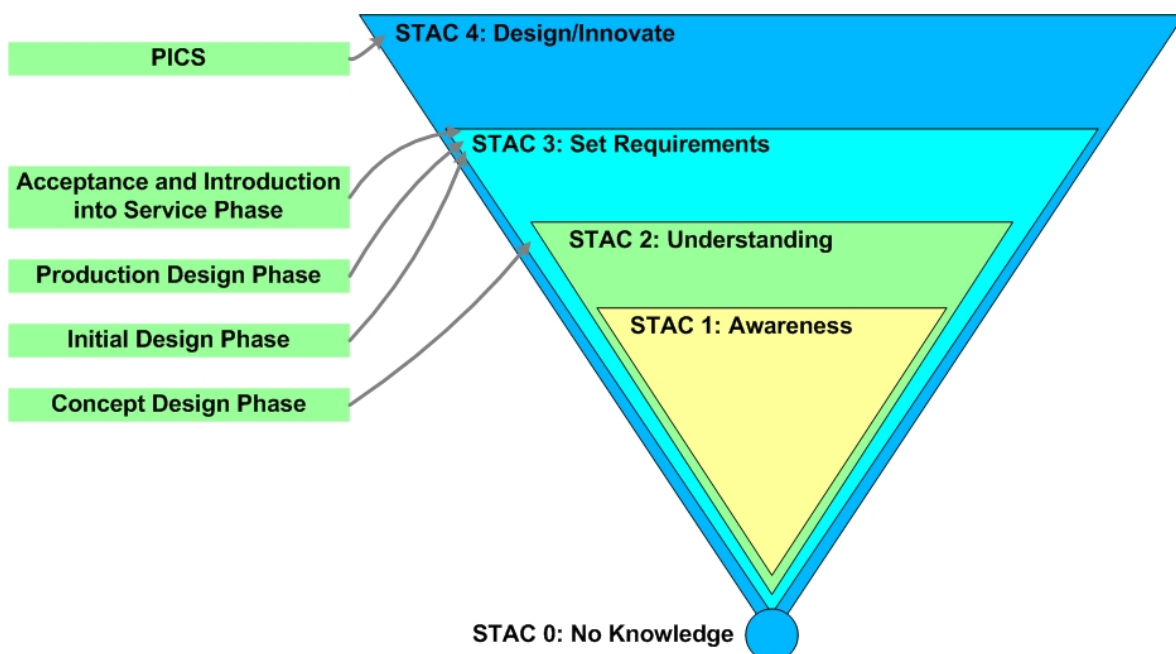 STAC 4: Design/Innovate
PICS
STAC 3: Set Requirements
Acceptance and Introduction
into Service Phase
STAC 2: Understanding
Production Design Phase
STAC 1: Awareness
Initial Design Phase
Concept Design Phase
STAC 0: No Knowledge